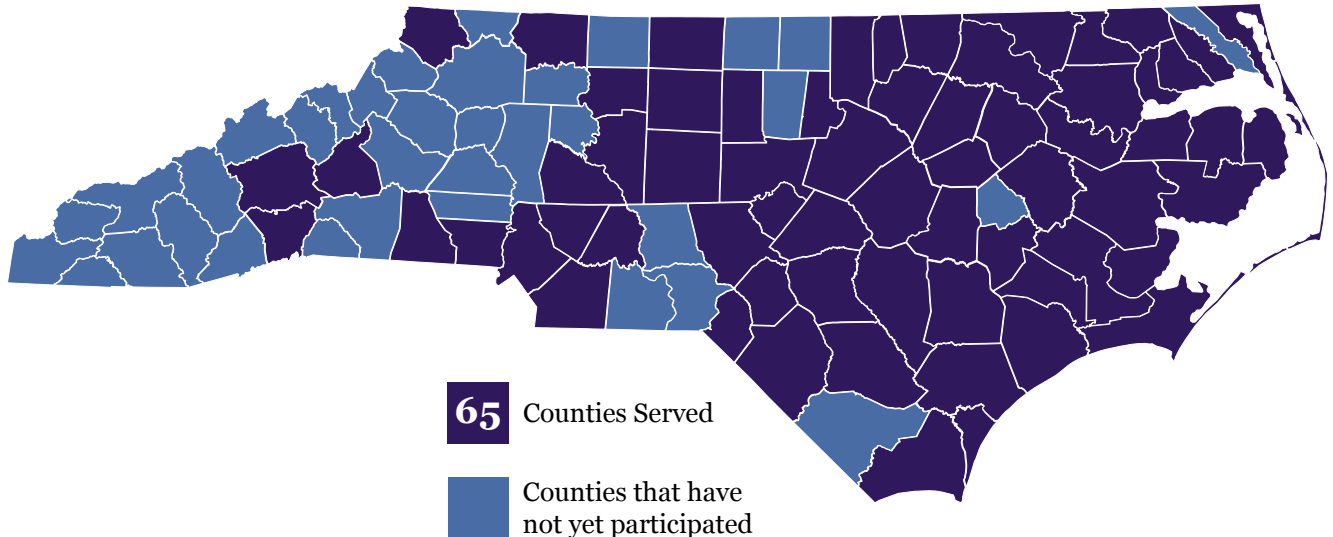 65 Counties Served
Counties that have
not yet participated